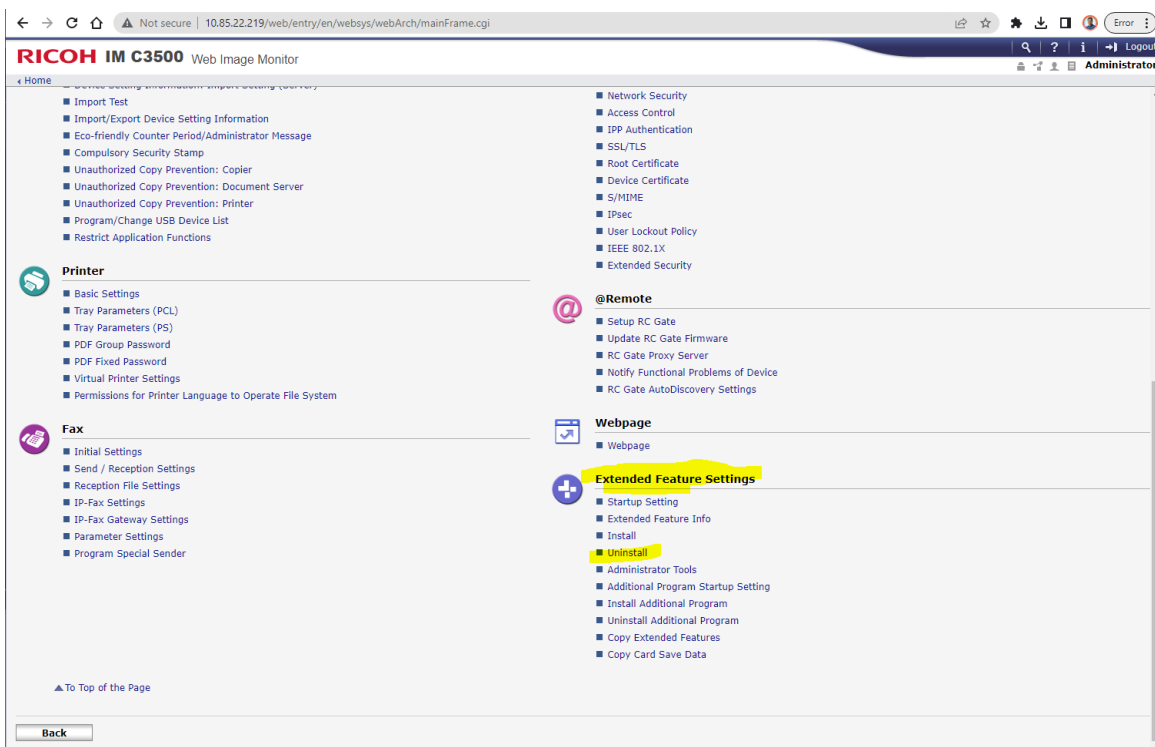 Not secure | 10.85.22.219/web/entry/en/websys/webArch/mainFrame.cgi
Error
RICOH IM C3500 Web Image Monitor
? | i | Logout
Administrator
Home
Device Setting Information: Import Setting (Server)
Import Test
Import/Export Device Setting Information
Eco-friendly Counter Period/Administrator Message
Compulsory Security Stamp
Unauthorized Copy Prevention: Copier
Unauthorized Copy Prevention: Document Server
Unauthorized Copy Prevention: Printer
Program/Change USB Device List
Restrict Application Functions
Printer
Basic Settings
Tray Parameters (PCL)
Tray Parameters (PS)
PDF Group Password
PDF Fixed Password
Virtual Printer Settings
Permissions for Printer Language to Operate File System
Fax
Initial Settings
Send / Reception Settings
Reception File Settings
IP-Fax Settings
IP-Fax Gateway Settings
Parameter Settings
Program Special Sender
Network Security
Access Control
IPP Authentication
SSL/TLS
Root Certificate
Device Certificate
S/MIME
IPsec
User Lockout Policy
IEEE 802.1X
Extended Security
@Remote
Setup RC Gate
Update RC Gate Firmware
RC Gate Proxy Server
Notify Functional Problems of Device
RC Gate AutoDiscovery Settings
Webpage
Webpage
Extended Feature Settings
Startup Setting
Extended Feature Info
Install
Uninstall
Administrator Tools
Additional Program Startup Setting
Install Additional Program
Uninstall Additional Program
Copy Extended Features
Copy Card Save Data
To Top of the Page
Back